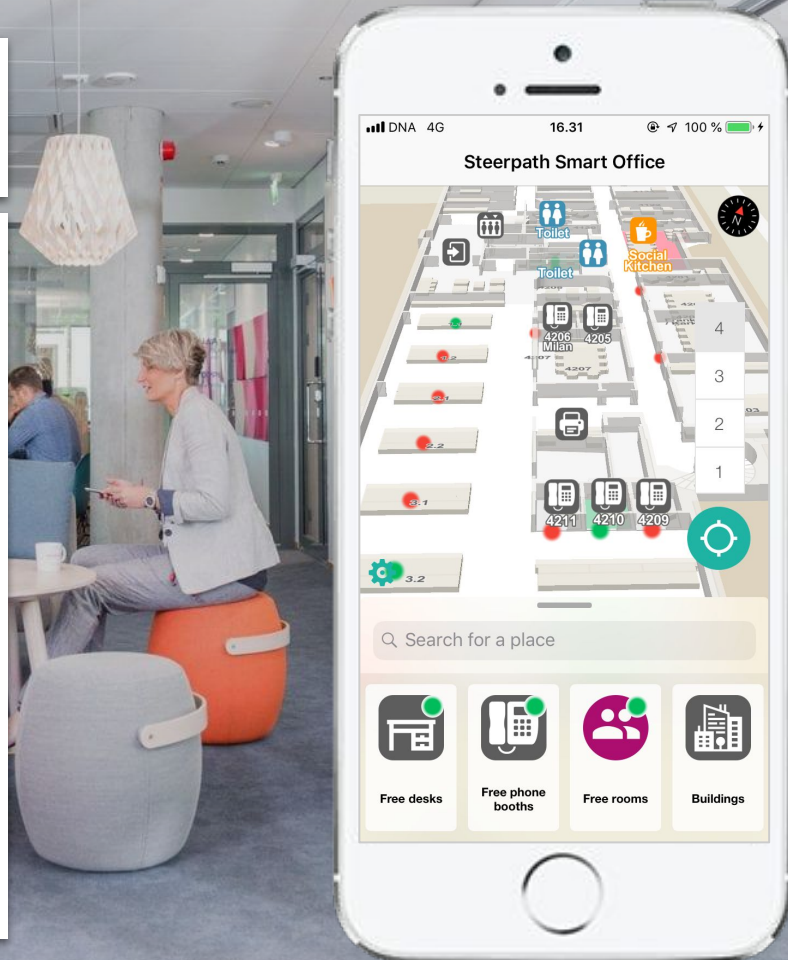 DNA 4G 16.31 100 %
Steerpath Smart Office
Toilet
Toilet
Social
Kitchen
4206
Milan
4205
4207
4207
4
3
2
1
2.2
3.1
3.2
4211
4210
4209
Search for a place
Free desks
Free phone
booths
Free rooms
Buildings